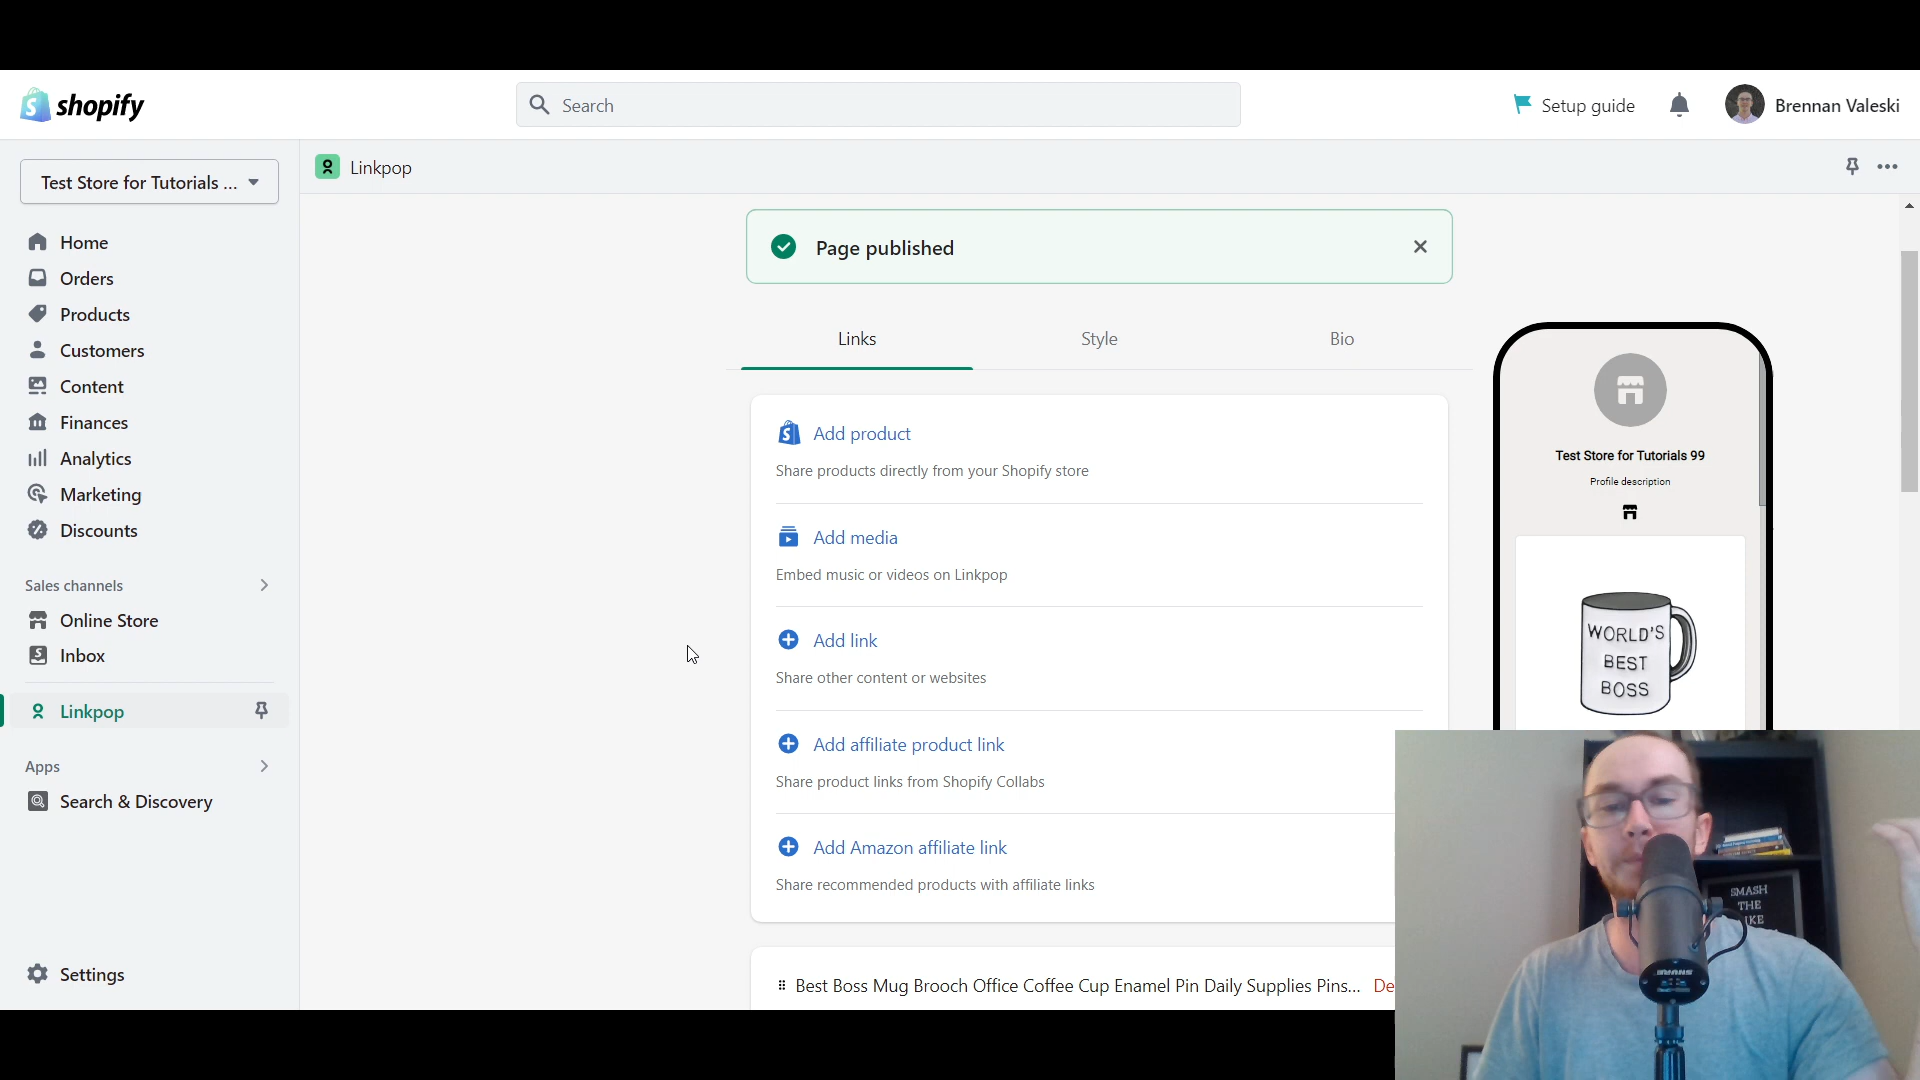 shopify
Search
Setup guide
Brennan Valeski
Test Store for Tutorials ...
Linkpop
Home
Orders
Products
Customers
Content
Finances
Analytics
Marketing
Discounts
Sales channels
Online Store
Inbox
Linkpop
Apps
Search & Discovery
Settings
Page published
Links
Style
Bio
Add product
Share products directly from your Shopify store
Add media
Embed music or videos on Linkpop
Add link
Share other content or websites
Add affiliate product link
Share product links from Shopify Collabs
Add Amazon affiliate link
Share recommended products with affiliate links
Best Boss Mug Brooch Office Coffee Cup Enamel Pin Daily Supplies Pins...
De
Test Store for Tutorials 99
Profile description
WORLD'S
BEST
BOSS
SMASH
THE
IKE